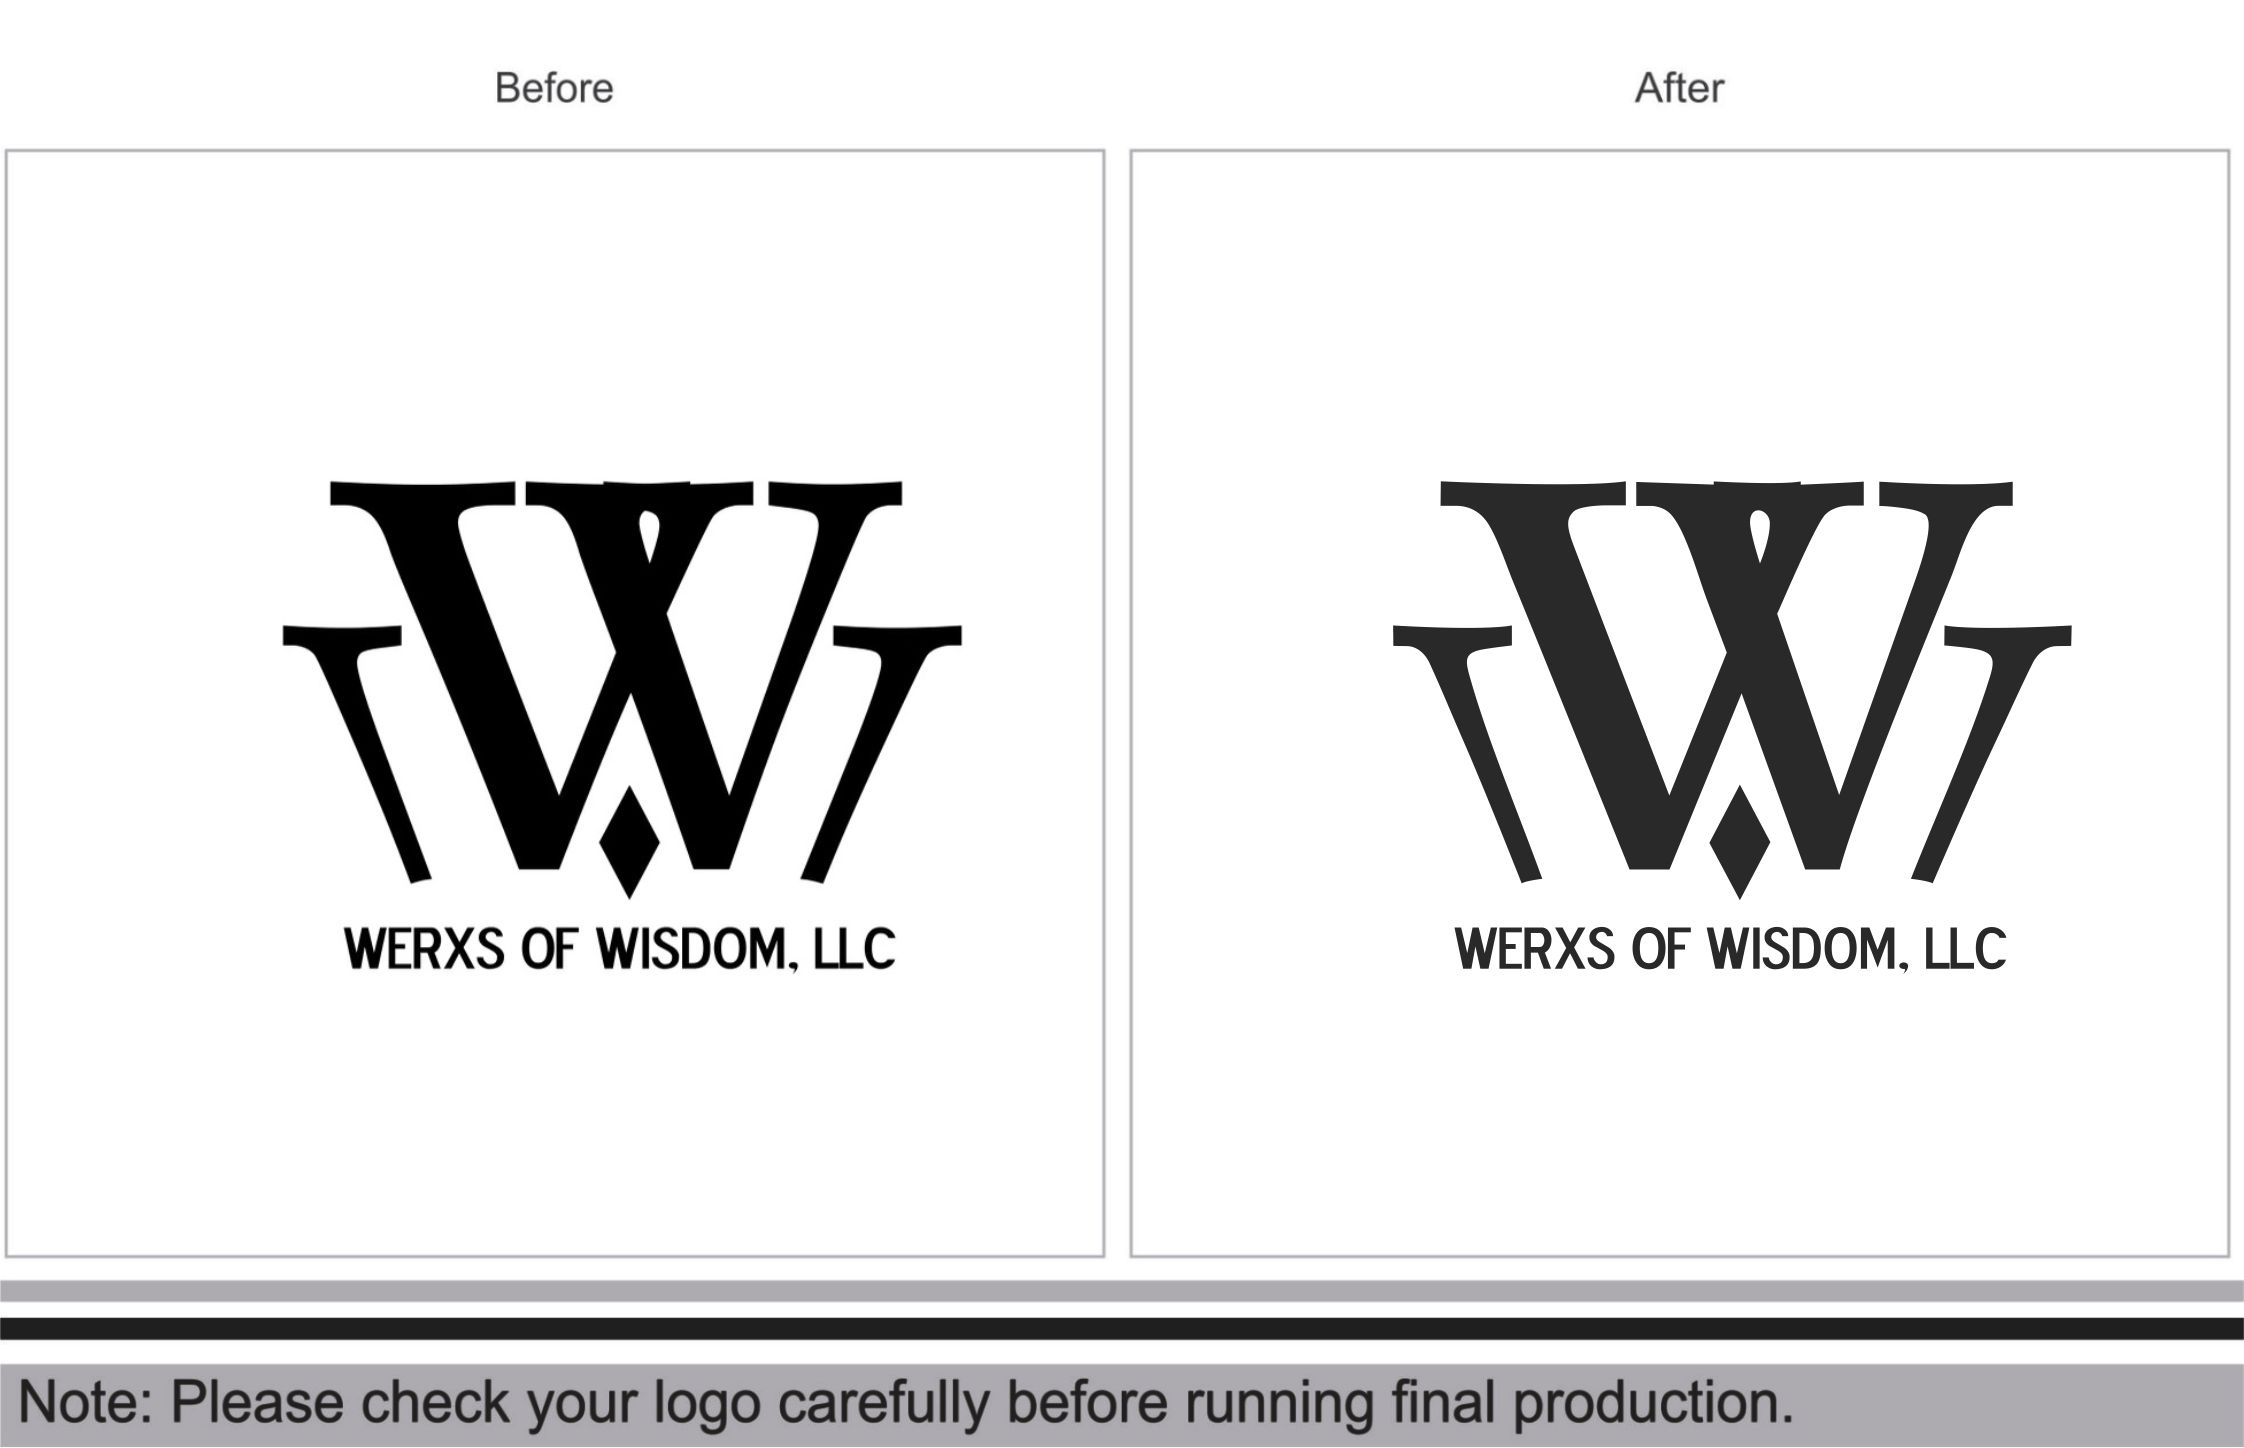 Before
After
W
WERXS OF WISDOM, LLC
W
WERXS OF WISDOM, LLC
Note: Please check your logo carefully before running final production.